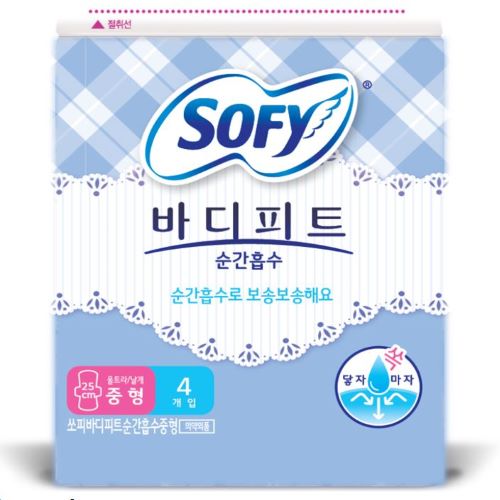 ▲ 절취선
SOFY®
바디피트
순간흡수
순간흡수로 보송보송해요
쏙
닿자 마자
25cm
울트라/날개
중형
4
개입
쏘피바디피트순간흡수중형 의약외품